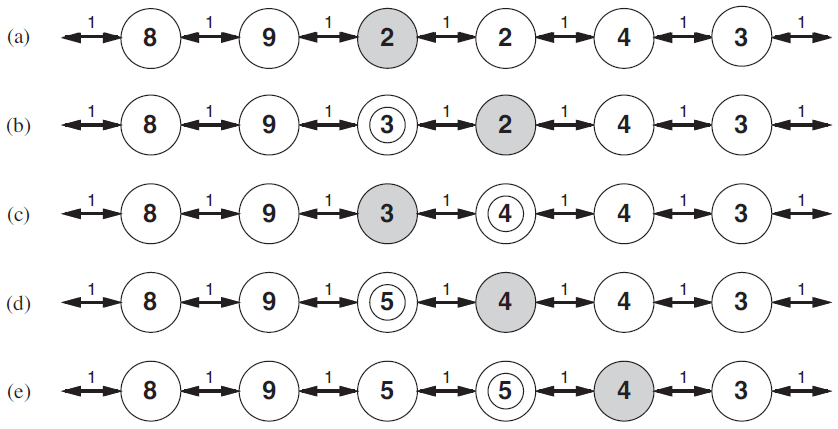 1 1 1 1 1 1 1
(a) 8 9 2 2 4 3
1 1 1 1 1 1 1
(b) 8 9 3 2 4 3
1 1 1 1 1 1 1
(c) 8 9 3 4 4 3
1 1 1 1 1 1 1
(d) 8 9 5 4 4 3
1 1 1 1 1 1 1
(e) 8 9 5 5 4 3